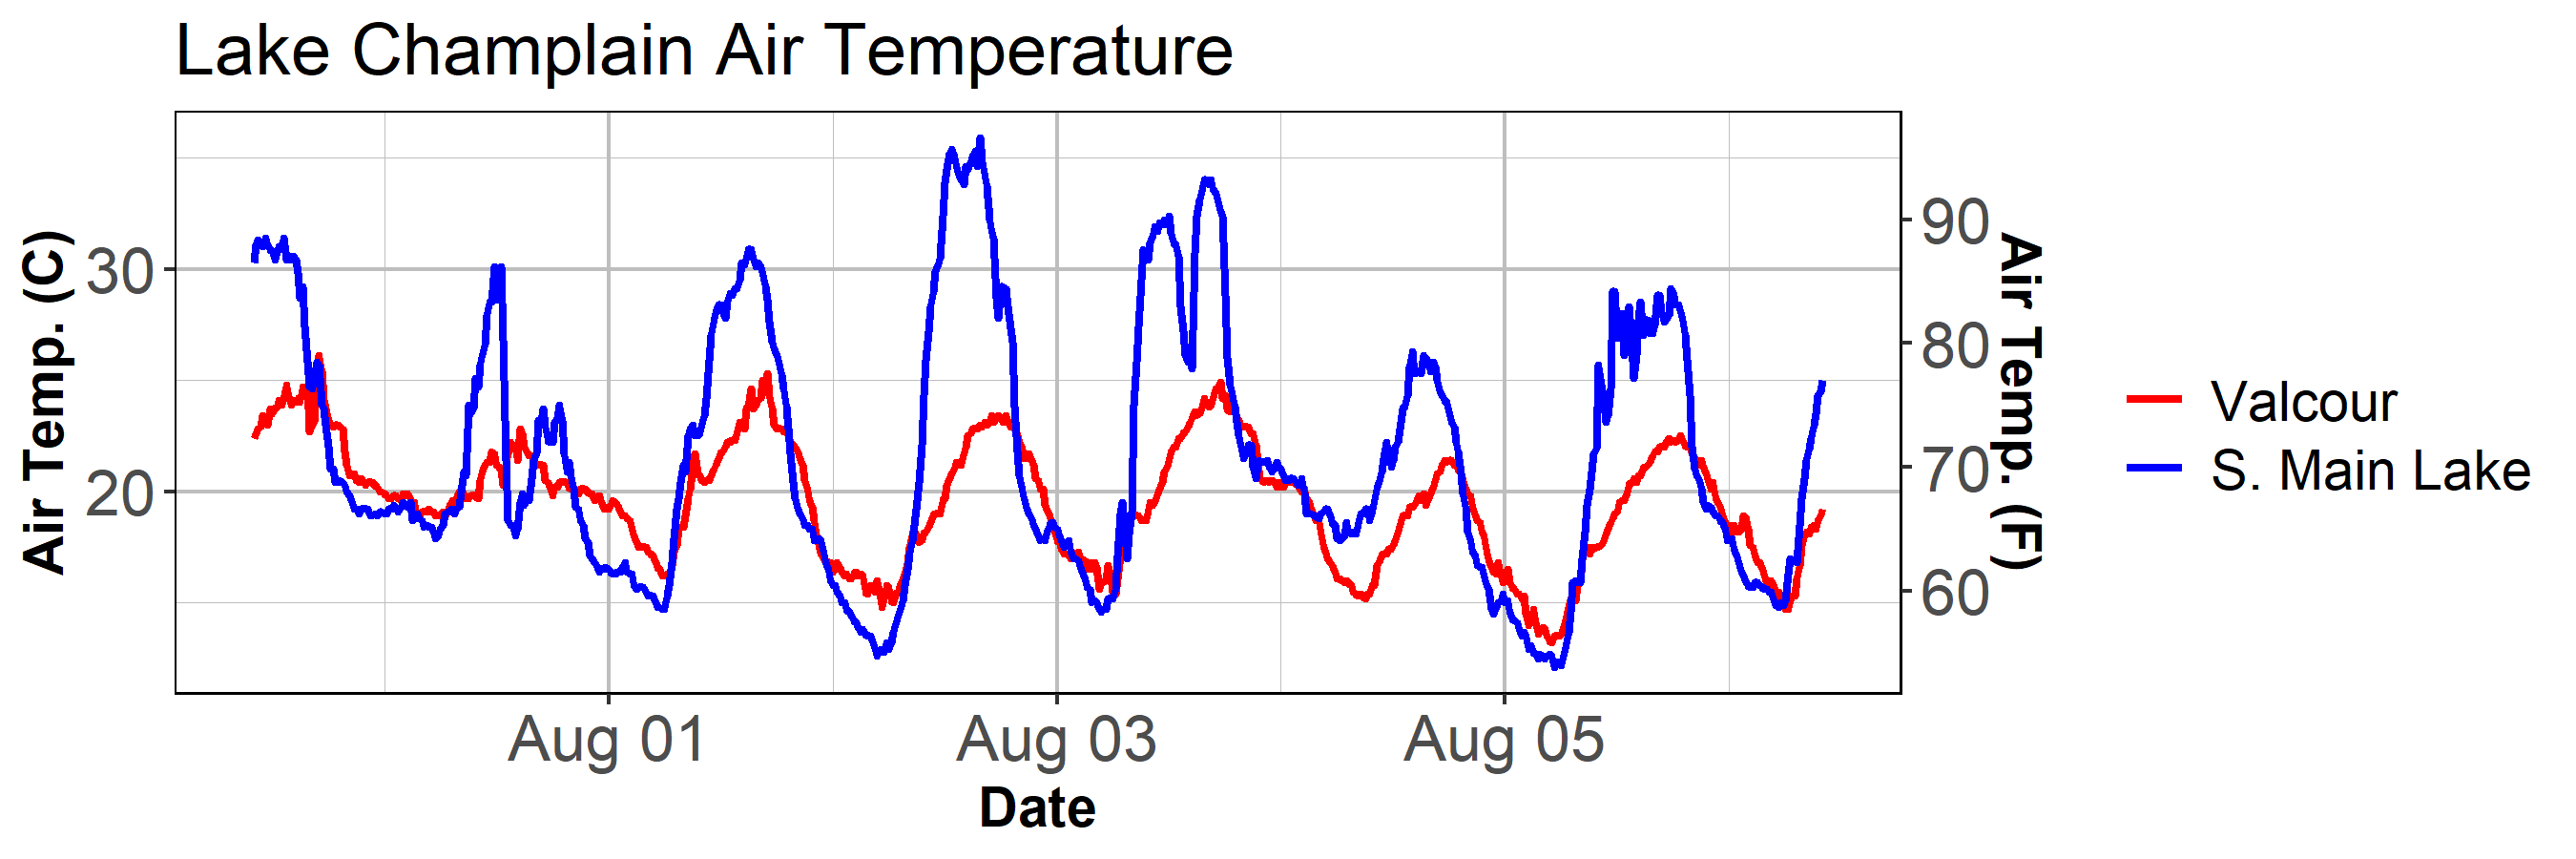 Lake Champlain Air Temperature
Air Temp. (C)
30
20
90
80
70
60
Air Temp. (F)
Aug 01
Aug 03
Aug 05
Date
Valcour
S. Main Lake